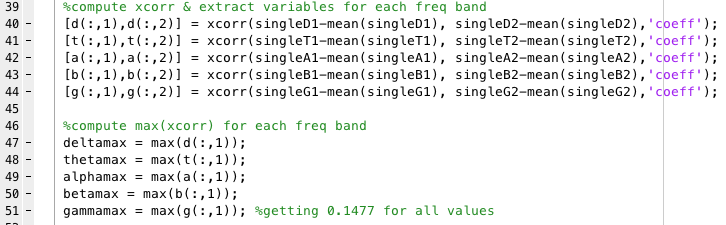 39 %compute xcorr & extract variables for each freq band
40 - [d(:,1),d(:,2)] = xcorr(singleD1-mean(singleD1), singleD2-mean(singleD2),'coeff');
41 - [t(:,1),t(:,2)] = xcorr(singleT1-mean(singleT1), singleT2-mean(singleT2),'coeff');
42 - [a(:,1),a(:,2)] = xcorr(singleA1-mean(singleA1), singleA2-mean(singleA2),'coeff');
43 - [b(:,1),b(:,2)] = xcorr(singleB1-mean(singleB1), singleB2-mean(singleB2),'coeff');
44 - [g(:,1),g(:,2)] = xcorr(singleG1-mean(singleG1), singleG2-mean(singleG2),'coeff');
45
46 %compute max(xcorr) for each freq band
47 - deltamax = max(d(:,1));
48 - thetamax = max(t(:,1));
49 - alphamax = max(a(:,1));
50 - betamax = max(b(:,1));
51 - gammamax = max(g(:,1)); %getting 0.1477 for all values